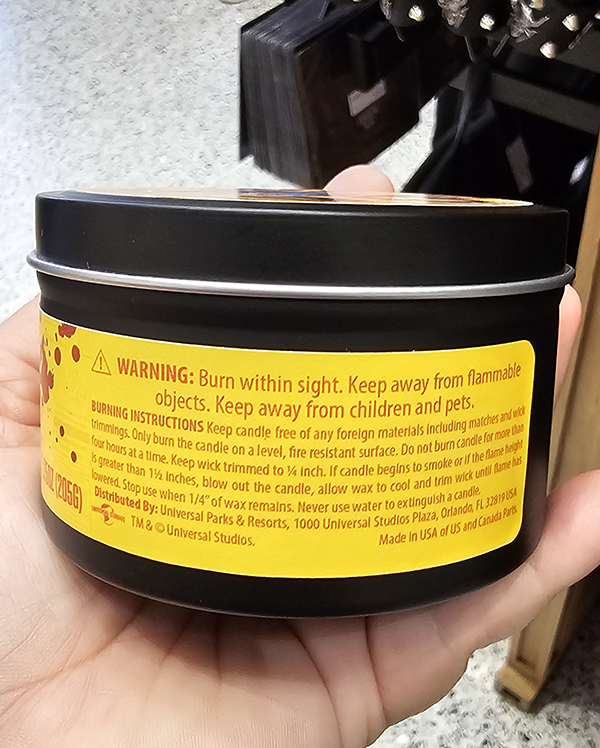 WARNING: Burn within sight. Keep away from flammable
objects. Keep away from children and pets.
BURNING INSTRUCTIONS Keep candle free of any foreign materials including matches and wick
trimmings. Only burn the candle on a level, fire resistant surface. Do not burn candle for more than
four hours at a time. Keep wick trimmed to ¼ inch. If candle begins to smoke or if the flame height
is greater than 1½ inches, blow out the candle, allow wax to cool and trim wick until flame has
lowered. Stop use when 1/4" of wax remains. Never use water to extinguish a candle.
Distributed By: Universal Parks & Resorts, 1000 Universal Studios Plaza, Orlando, FL 32819 USA
TM & © Universal Studios. Made in USA of US and Canada Parts.
(205G)